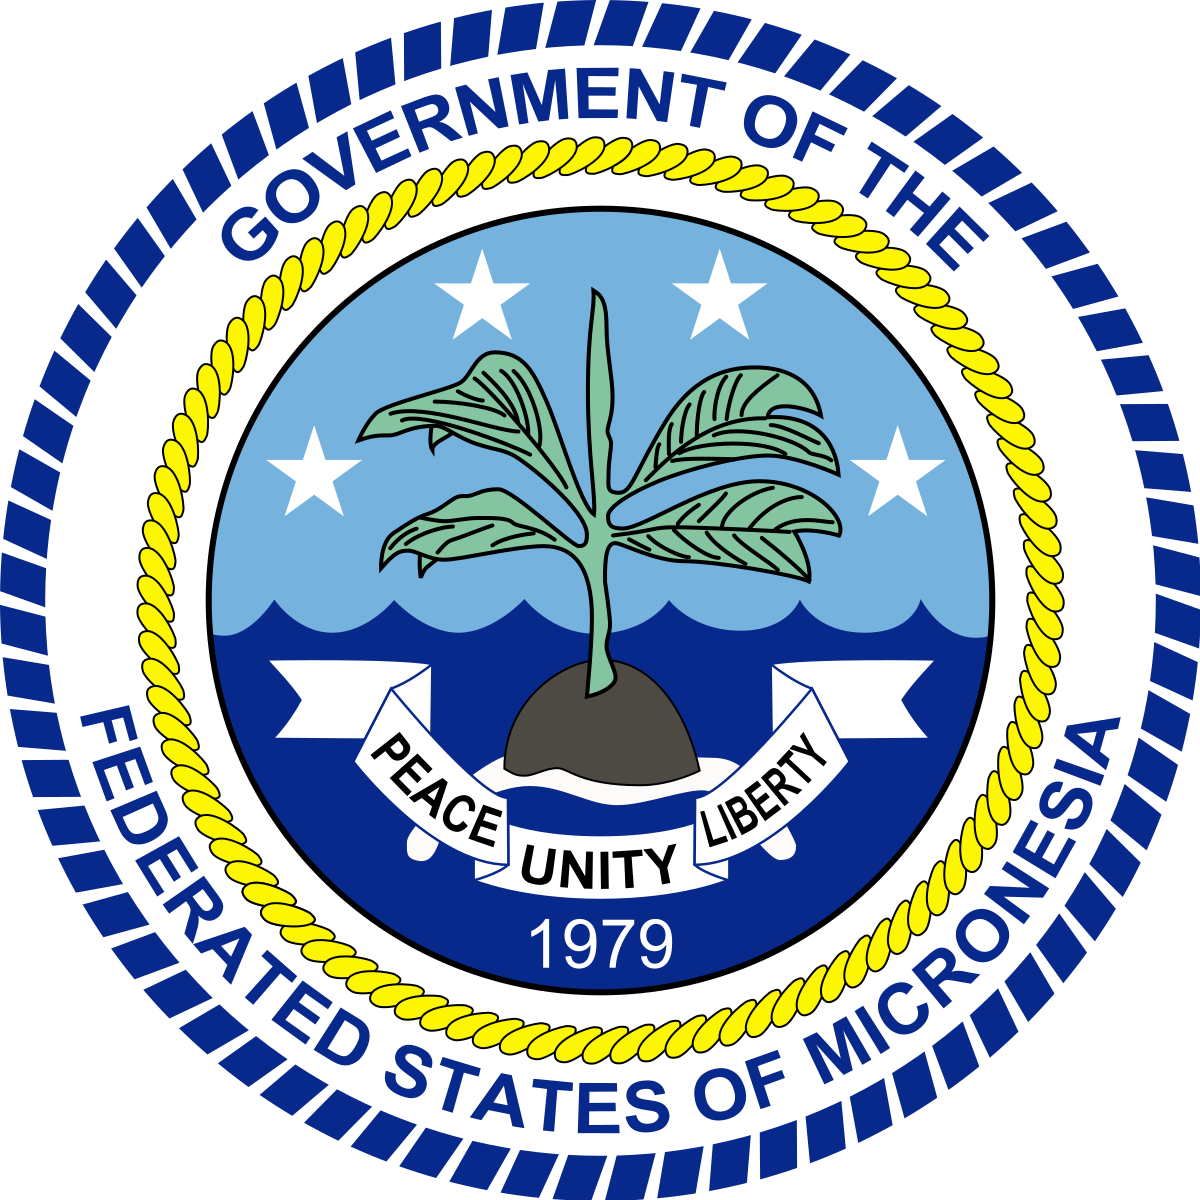 GOVERNMENT OF THE
FEDERATED STATES OF MICRONESIA
PEACE
UNITY
LIBERTY
1979